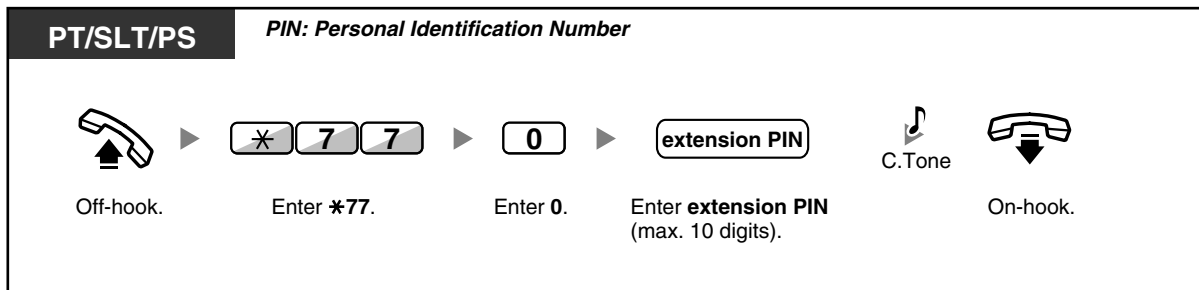 PT/SLT/PS
PIN: Personal Identification Number
✳ 7 7
0
extension PIN
C.Tone
Off-hook.
Enter ✳77.
Enter 0.
Enter extension PIN
(max. 10 digits).
On-hook.